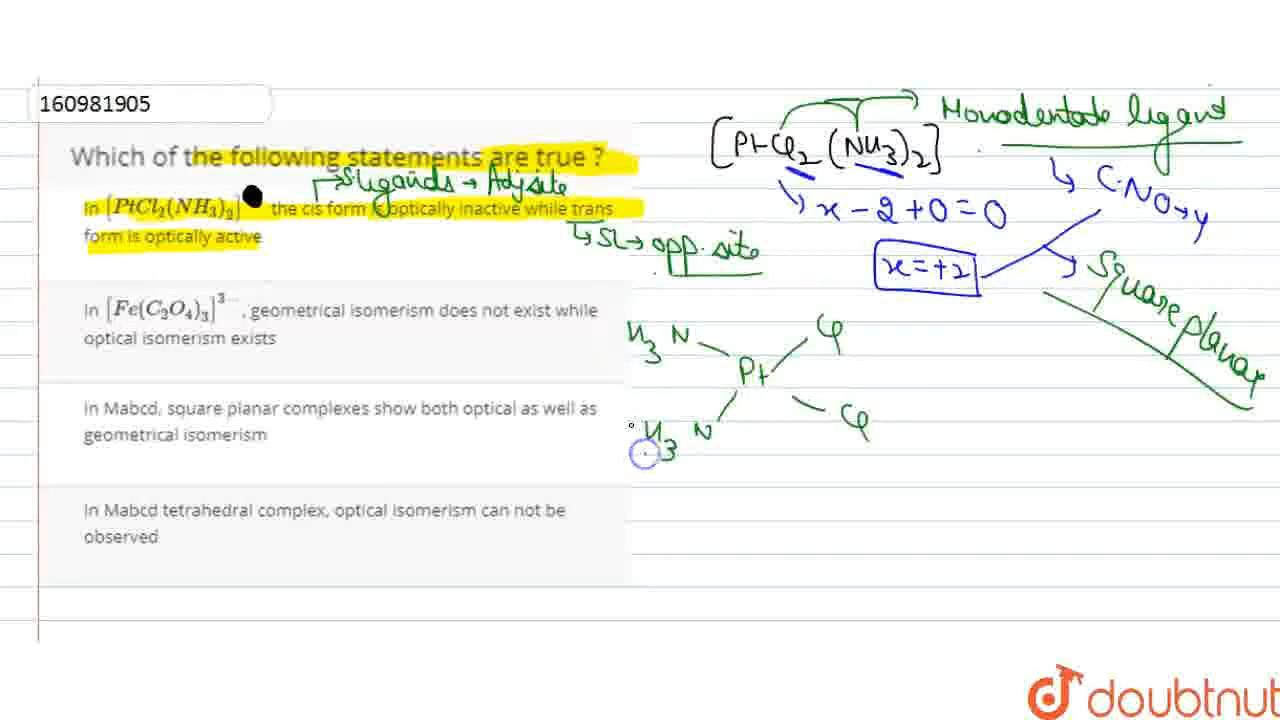 160981905
Which of the following statements are true ?
Sligands → Adj site
In [PtCl₂(NH₃)₂] the cis form is optically inactive while trans
form is optically active
↳ SL → opp. site
In [Fe(C₂O₄)₃]³⁻ , geometrical isomerism does not exist while
optical isomerism exists
In Mabcd, square planar complexes show both optical as well as
geometrical isomerism
In Mabcd tetrahedral complex, optical isomerism can not be
observed
[PtCl₂(NH₃)₂] → Monodentate ligand
↳ C·NO → 4
↳ x - 2 + 0 = 0
x = +2
Square planar
H₃N Cl
Pt
H₃N Cl
doubtnut